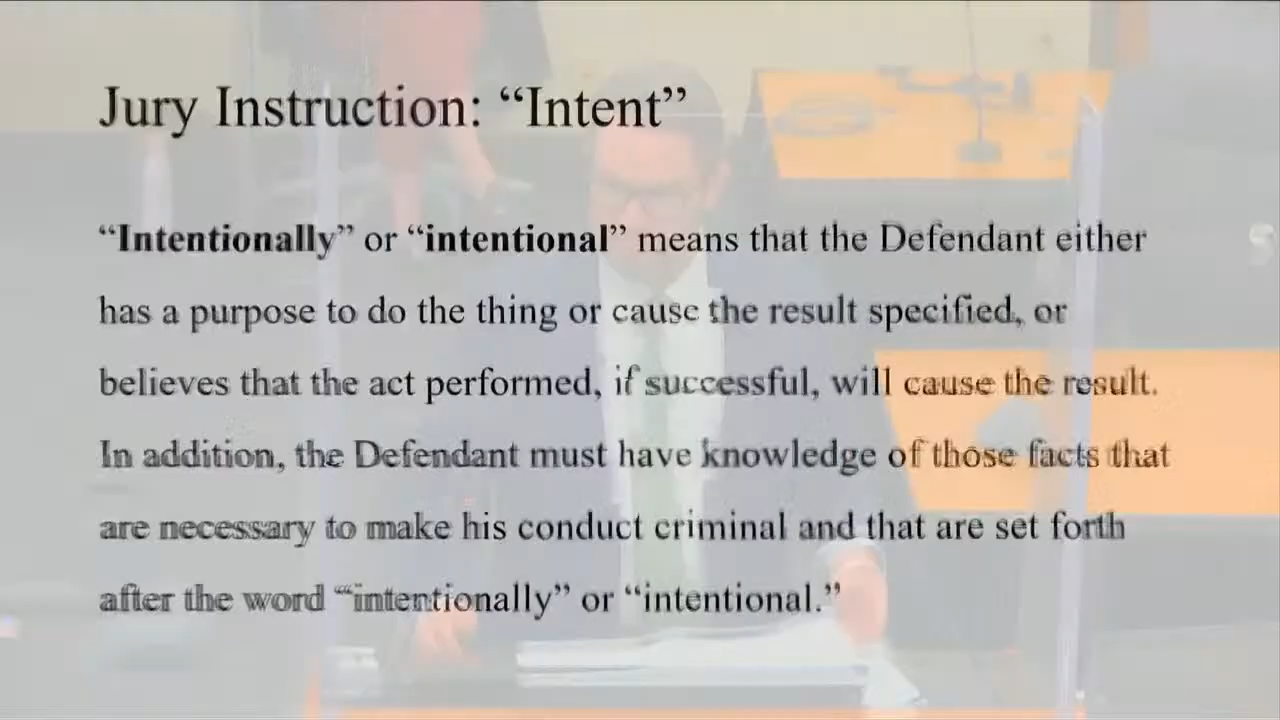 Jury Instruction: “Intent”
“Intentionally” or “intentional” means that the Defendant either
has a purpose to do the thing or cause the result specified, or
believes that the act performed, if successful, will cause the result.
In addition, the Defendant must have knowledge of those facts that
are necessary to make his conduct criminal and that are set forth
after the word “intentionally” or “intentional.”